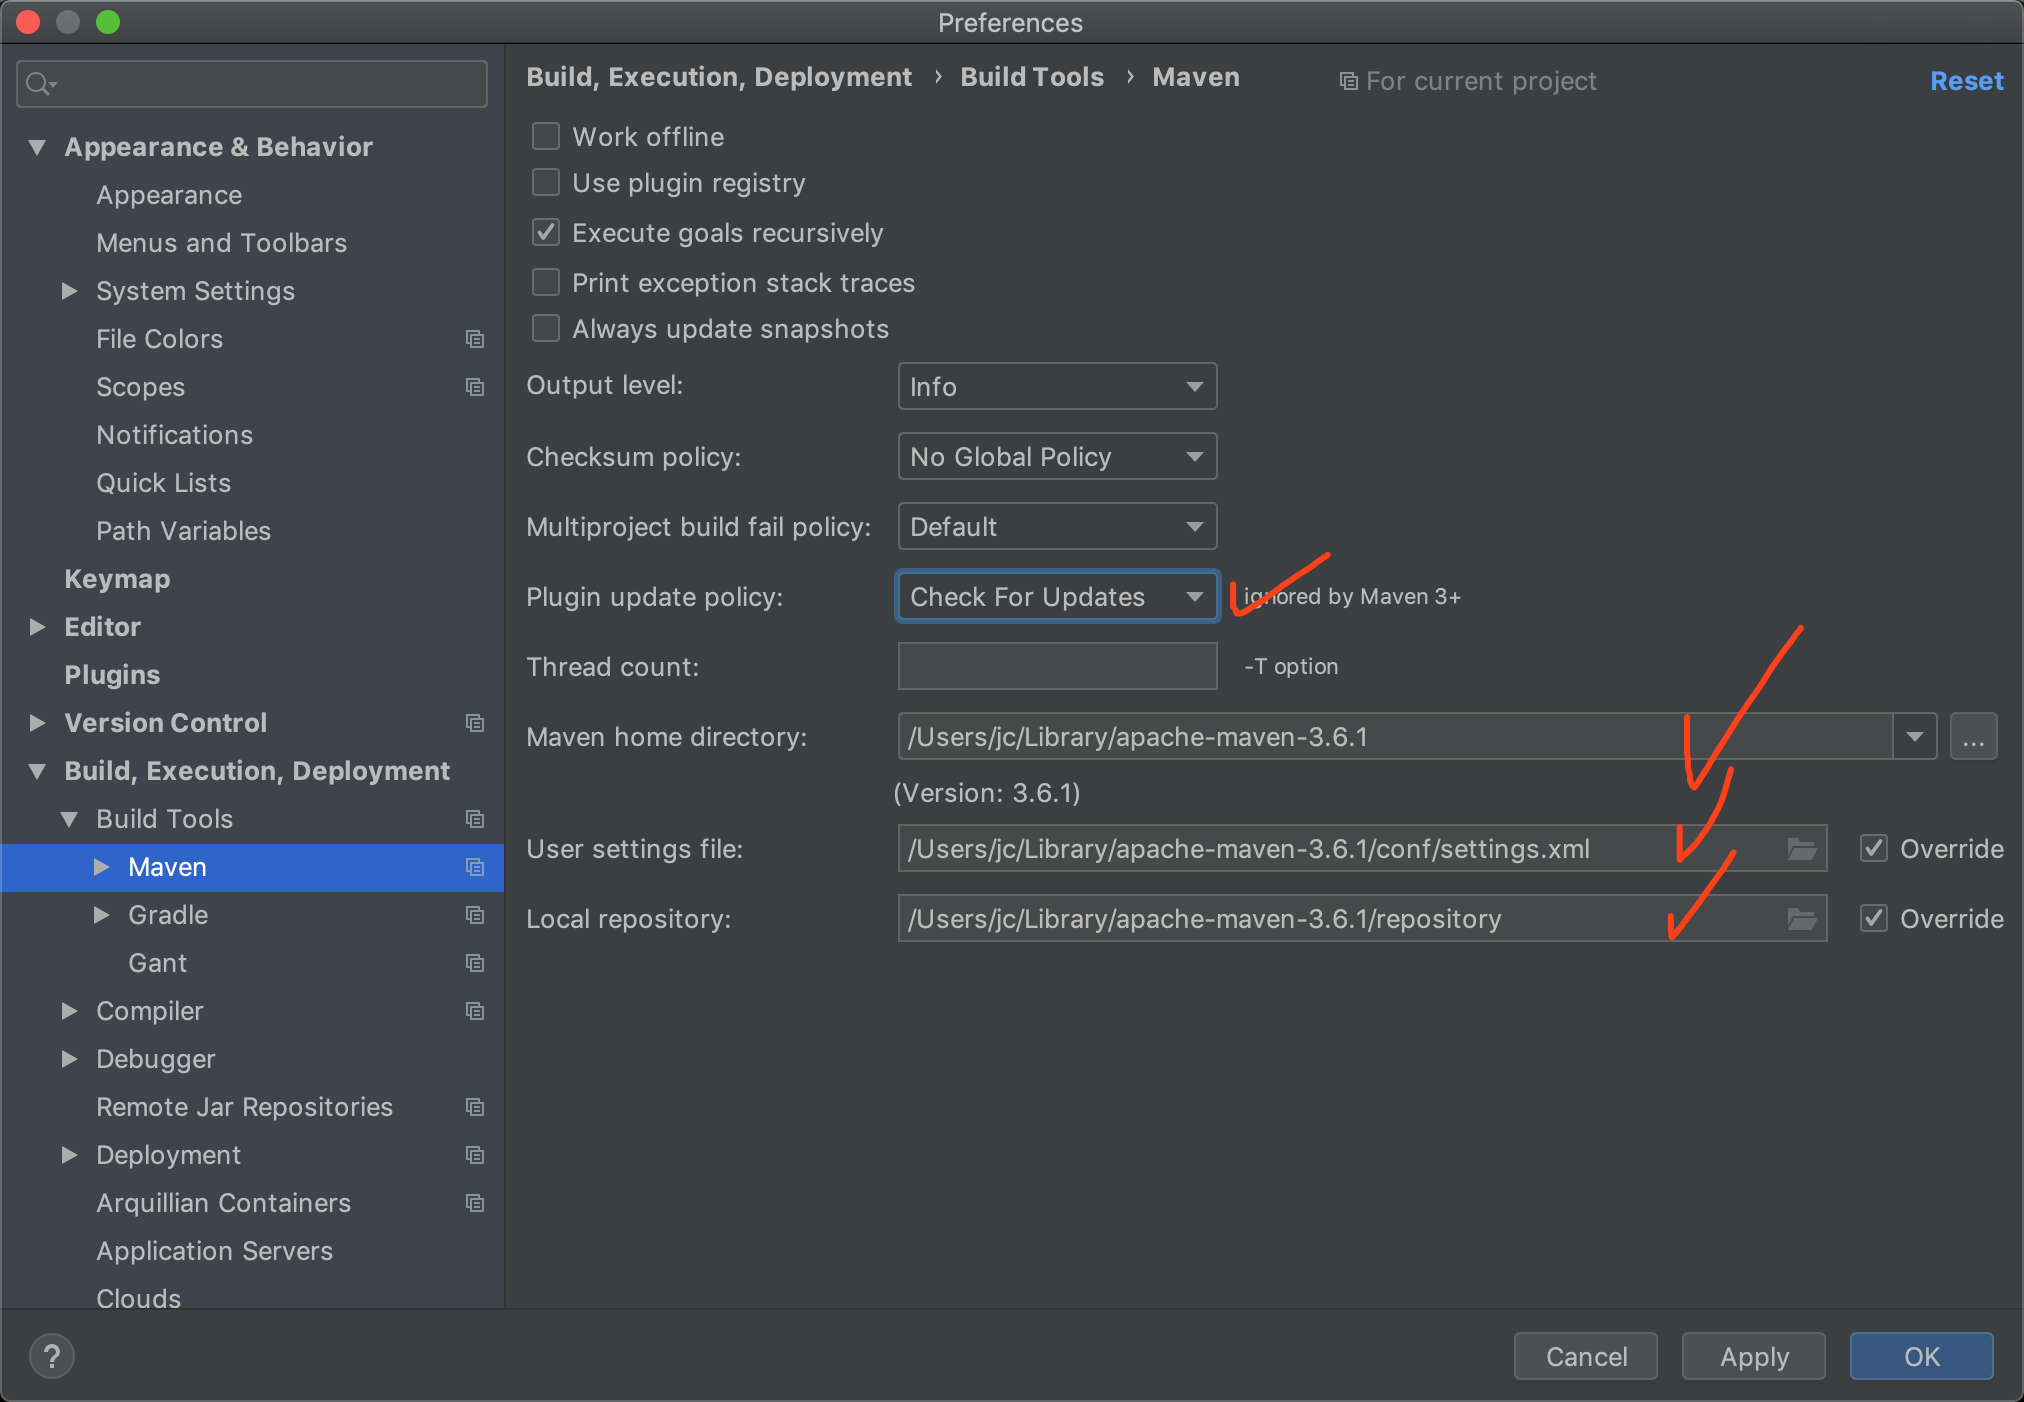 Preferences
Appearance & Behavior
Appearance
Menus and Toolbars
System Settings
File Colors
Scopes
Notifications
Quick Lists
Path Variables
Keymap
Editor
Plugins
Version Control
Build, Execution, Deployment
Build Tools
Maven
Gradle
Gant
Compiler
Debugger
Remote Jar Repositories
Deployment
Arquillian Containers
Application Servers
Clouds
Build, Execution, Deployment › Build Tools › Maven For current project Reset
Work offline
Use plugin registry
Execute goals recursively
Print exception stack traces
Always update snapshots
Output level: Info
Checksum policy: No Global Policy
Multiproject build fail policy: Default
Plugin update policy: Check For Updates ignored by Maven 3+
Thread count: -T option
Maven home directory: /Users/jc/Library/apache-maven-3.6.1 ...
(Version: 3.6.1)
User settings file: /Users/jc/Library/apache-maven-3.6.1/conf/settings.xml Override
Local repository: /Users/jc/Library/apache-maven-3.6.1/repository Override
? Cancel Apply OK